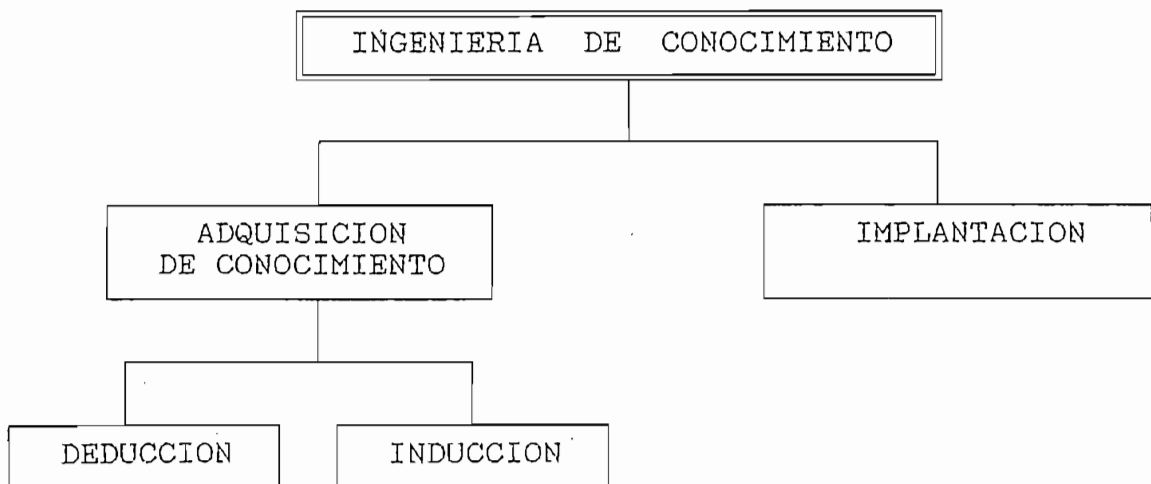 INGENIERIA DE CONOCIMIENTO
ADQUISICION
DE CONOCIMIENTO
IMPLANTACION
DEDUCCION
INDUCCION